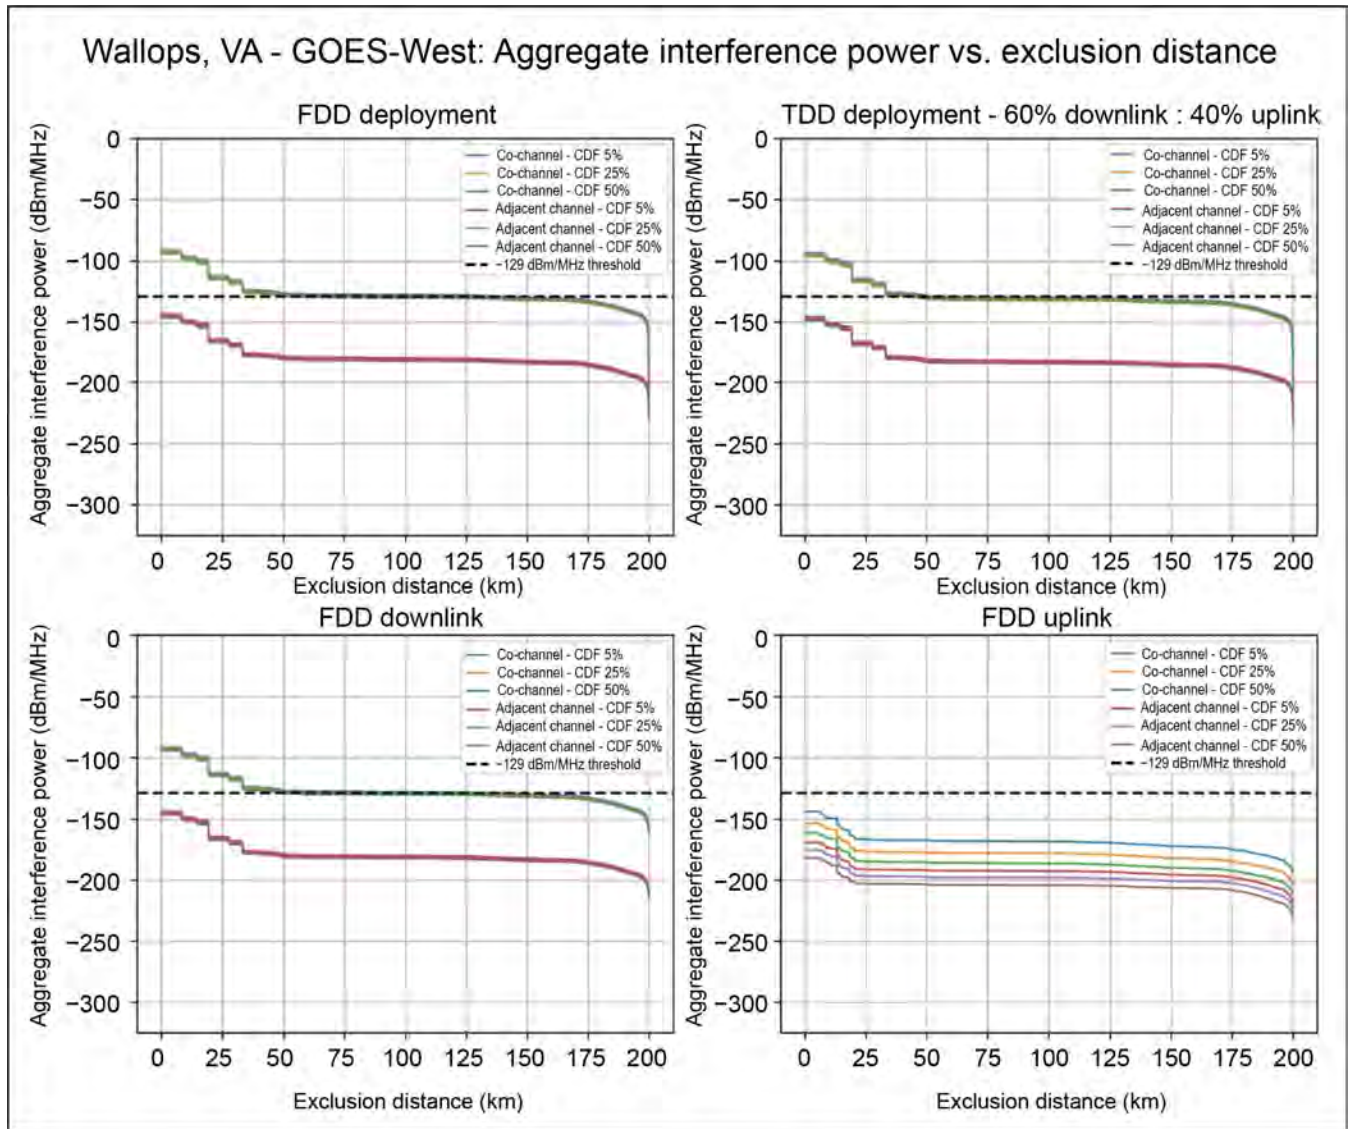 Wallops, VA - GOES-West: Aggregate interference power vs. exclusion distance
FDD deployment
Aggregate interference power (dBm/MHz)
0
−50
−100
−150
−200
−250
−300
Co-channel - CDF 5%
Co-channel - CDF 25%
Co-channel - CDF 50%
Adjacent channel - CDF 5%
Adjacent channel - CDF 25%
Adjacent channel - CDF 50%
−129 dBm/MHz threshold
0 25 50 75 100 125 150 175 200
Exclusion distance (km)
TDD deployment - 60% downlink : 40% uplink
Aggregate interference power (dBm/MHz)
0
−50
−100
−150
−200
−250
−300
Co-channel - CDF 5%
Co-channel - CDF 25%
Co-channel - CDF 50%
Adjacent channel - CDF 5%
Adjacent channel - CDF 25%
Adjacent channel - CDF 50%
−129 dBm/MHz threshold
0 25 50 75 100 125 150 175 200
Exclusion distance (km)
FDD downlink
Aggregate interference power (dBm/MHz)
0
−50
−100
−150
−200
−250
−300
Co-channel - CDF 5%
Co-channel - CDF 25%
Co-channel - CDF 50%
Adjacent channel - CDF 5%
Adjacent channel - CDF 25%
Adjacent channel - CDF 50%
−129 dBm/MHz threshold
0 25 50 75 100 125 150 175 200
Exclusion distance (km)
FDD uplink
Aggregate interference power (dBm/MHz)
0
−50
−100
−150
−200
−250
−300
Co-channel - CDF 5%
Co-channel - CDF 25%
Co-channel - CDF 50%
Adjacent channel - CDF 5%
Adjacent channel - CDF 25%
Adjacent channel - CDF 50%
−129 dBm/MHz threshold
0 25 50 75 100 125 150 175 200
Exclusion distance (km)